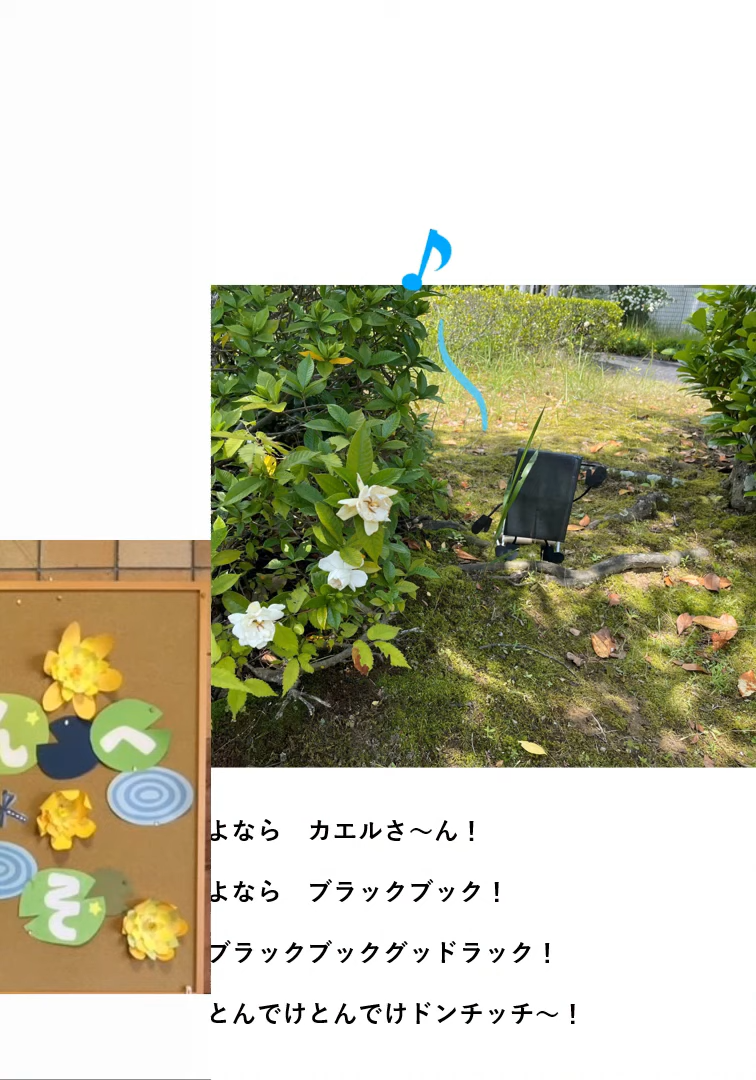 ん
へ
よなら　カエルさ～ん！
よなら　ブラックブック！
ブラックブックグッドラック！
とんでけとんでけドンチッチ～！